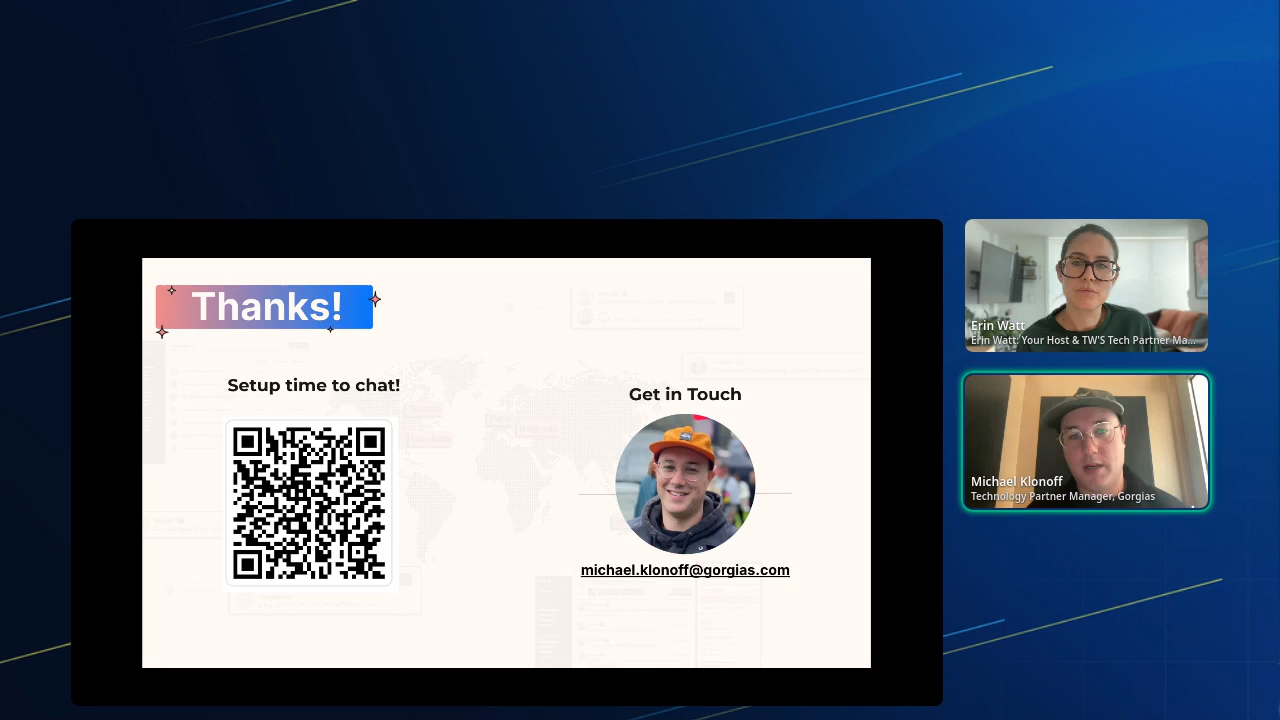 Thanks!
Setup time to chat!
Get in Touch
michael.klonoff@gorgias.com
Erin Watt
Erin Watt: Your Host & TW'S Tech Partner Ma...
Michael Klonoff
Technology Partner Manager, Gorgias